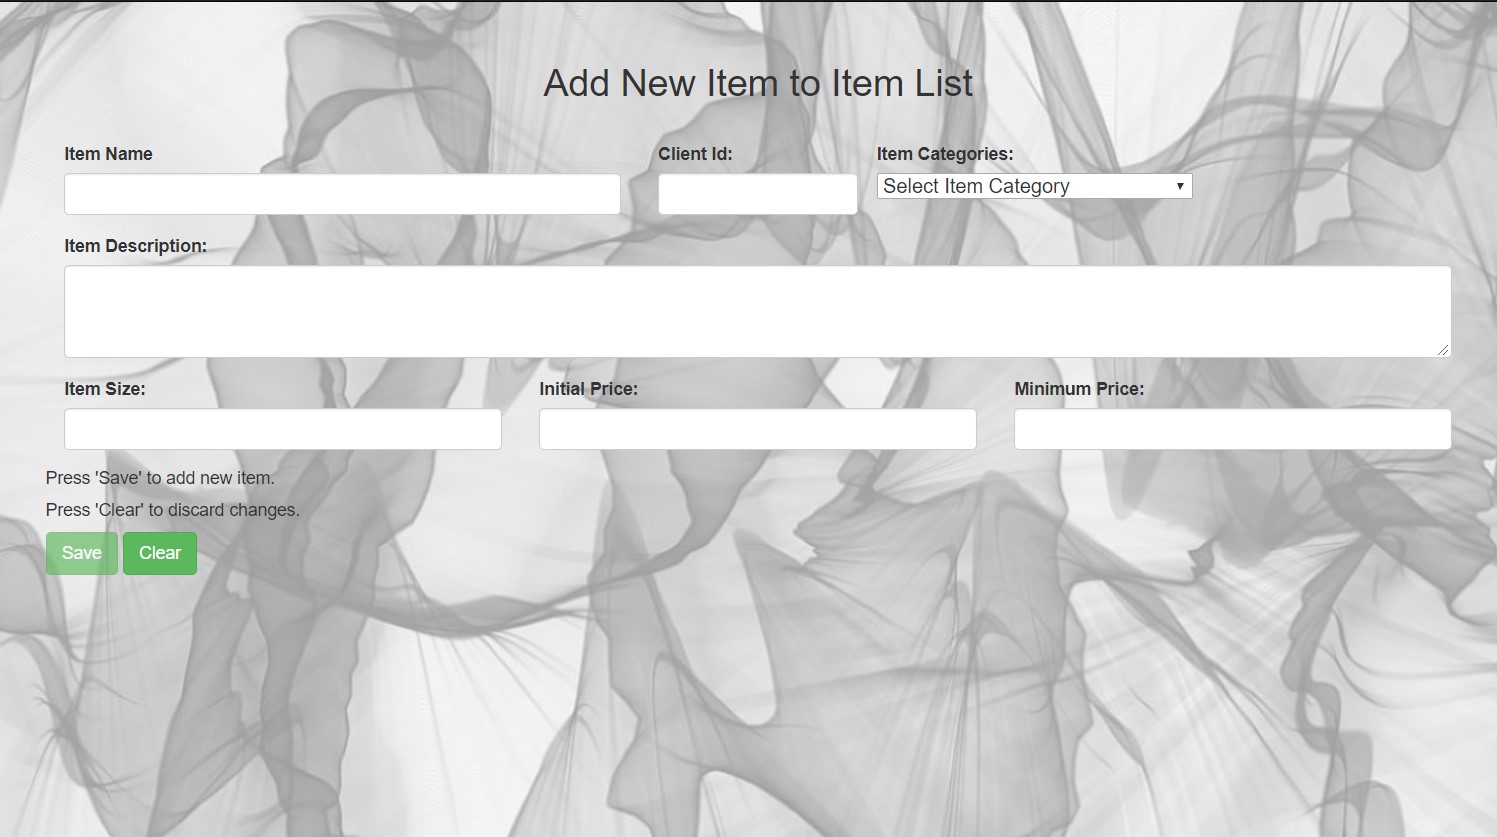 Add New Item to Item List
Item Name Client Id: Item Categories:
Select Item Category
Item Description:
Item Size: Initial Price: Minimum Price:
Press 'Save' to add new item.
Press 'Clear' to discard changes.
Save Clear